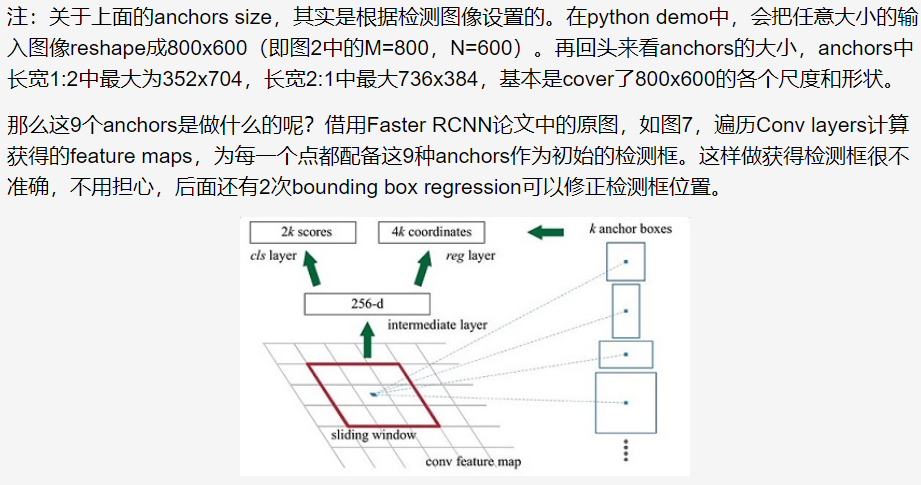 注：关于上面的anchors size，其实是根据检测图像设置的。在python demo中，会把任意大小的输
入图像reshape成800x600（即图2中的M=800，N=600）。再回头来看anchors的大小，anchors中
长宽1:2中最大为352x704，长宽2:1中最大736x384，基本是cover了800x600的各个尺度和形状。
那么这9个anchors是做什么的呢？借用Faster RCNN论文中的原图，如图7，遍历Conv layers计算
获得的feature maps，为每一个点都配备这9种anchors作为初始的检测框。这样做获得检测框很不
准确，不用担心，后面还有2次bounding box regression可以修正检测框位置。
2k scores
4k coordinates
k anchor boxes
cls layer
reg layer
256-d
intermediate layer
sliding window
conv feature map